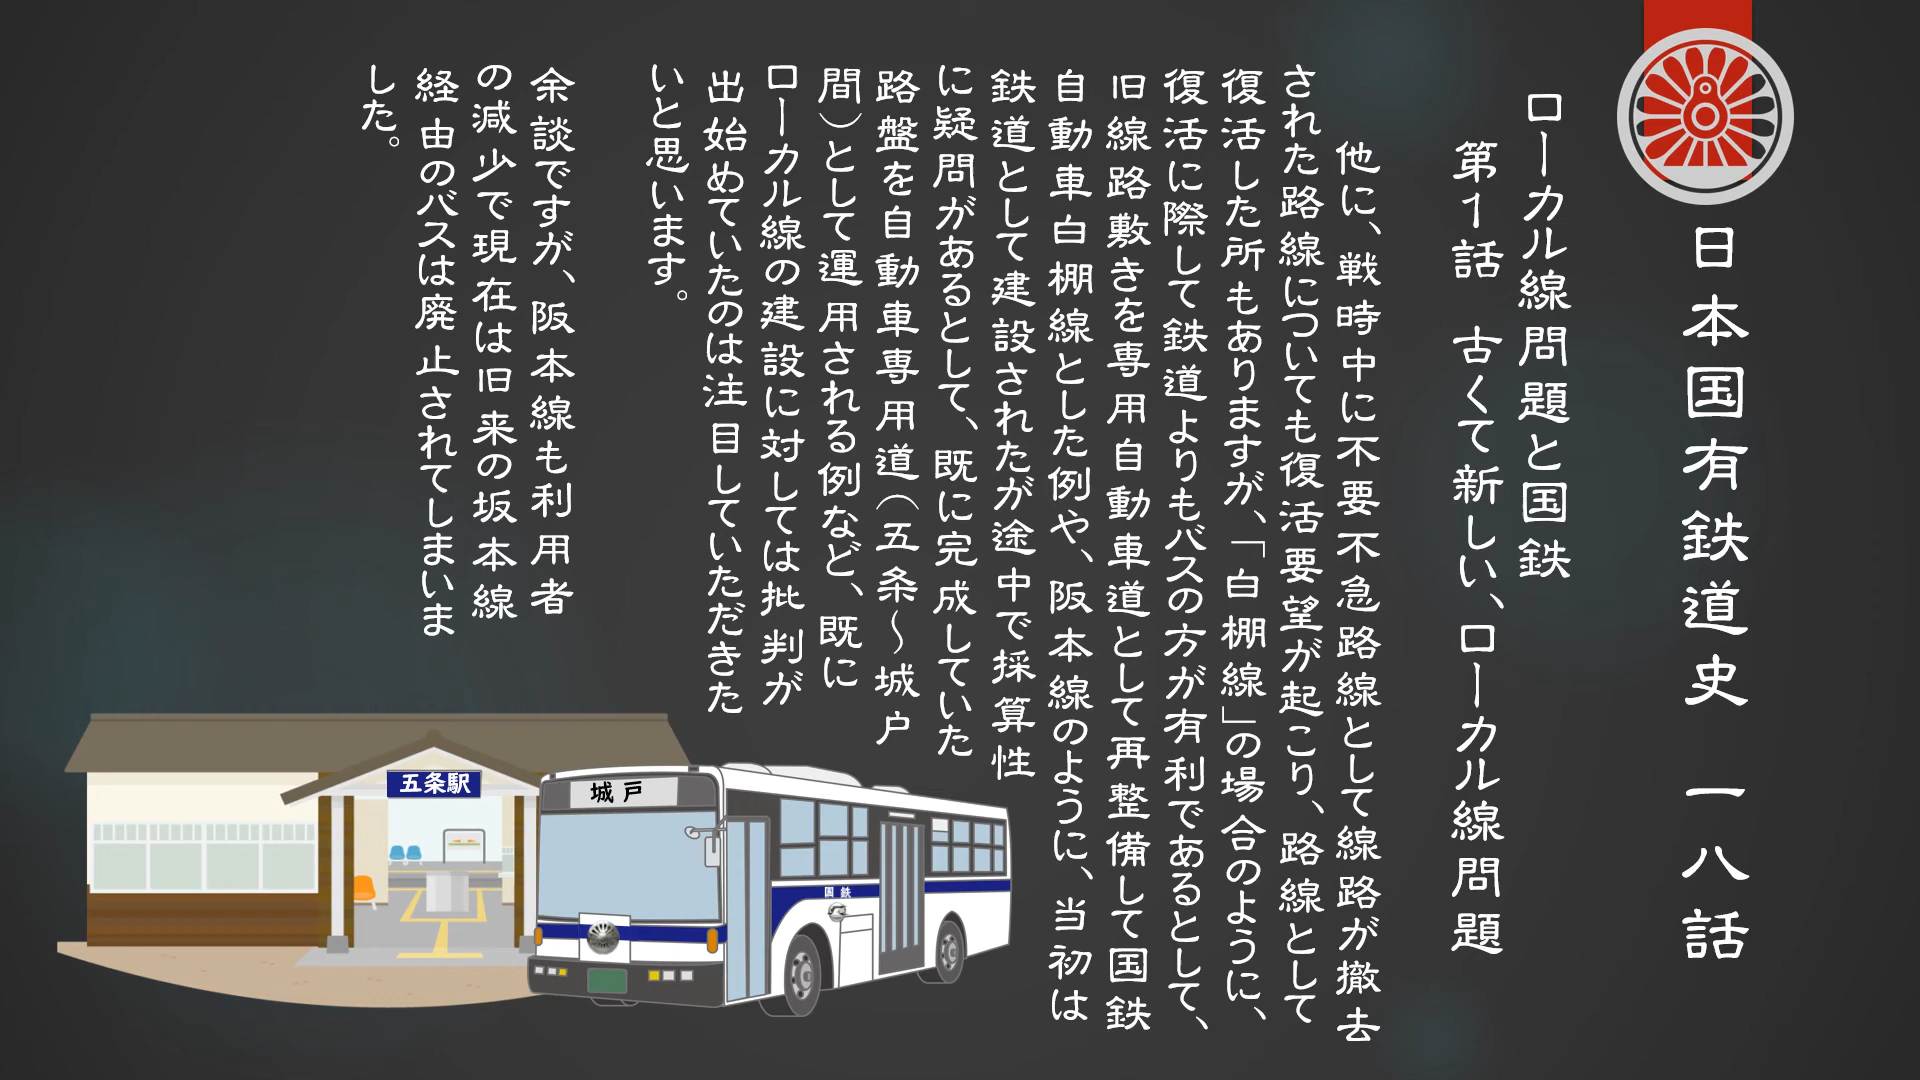 日本国有鉄道史 一八話
ローカル線問題と国鉄
第1話 古くて新しい、ローカル線問題
他に、戦時中に不要不急路線として線路が撤去
された路線についても復活要望が起こり、路線として
復活した所もありますが、「白棚線」の場合のように、
復活に際して鉄道よりもバスの方が有利であるとして、
旧線路敷きを専用自動車道として再整備して国鉄
自動車白棚線とした例や、阪本線のように、当初は
鉄道として建設されたが途中で採算性
に疑問があるとして、既に完成していた
路盤を自動車専用道(五条～城戸
間)として運用される例など、既に
ローカル線の建設に対しては批判が
出始めていたのは注目していただきた
いと思います。
余談ですが、阪本線も利用者
の減少で現在は旧来の坂本線
経由のバスは廃止されてしまいま
した。
五条駅
城戸
国鉄